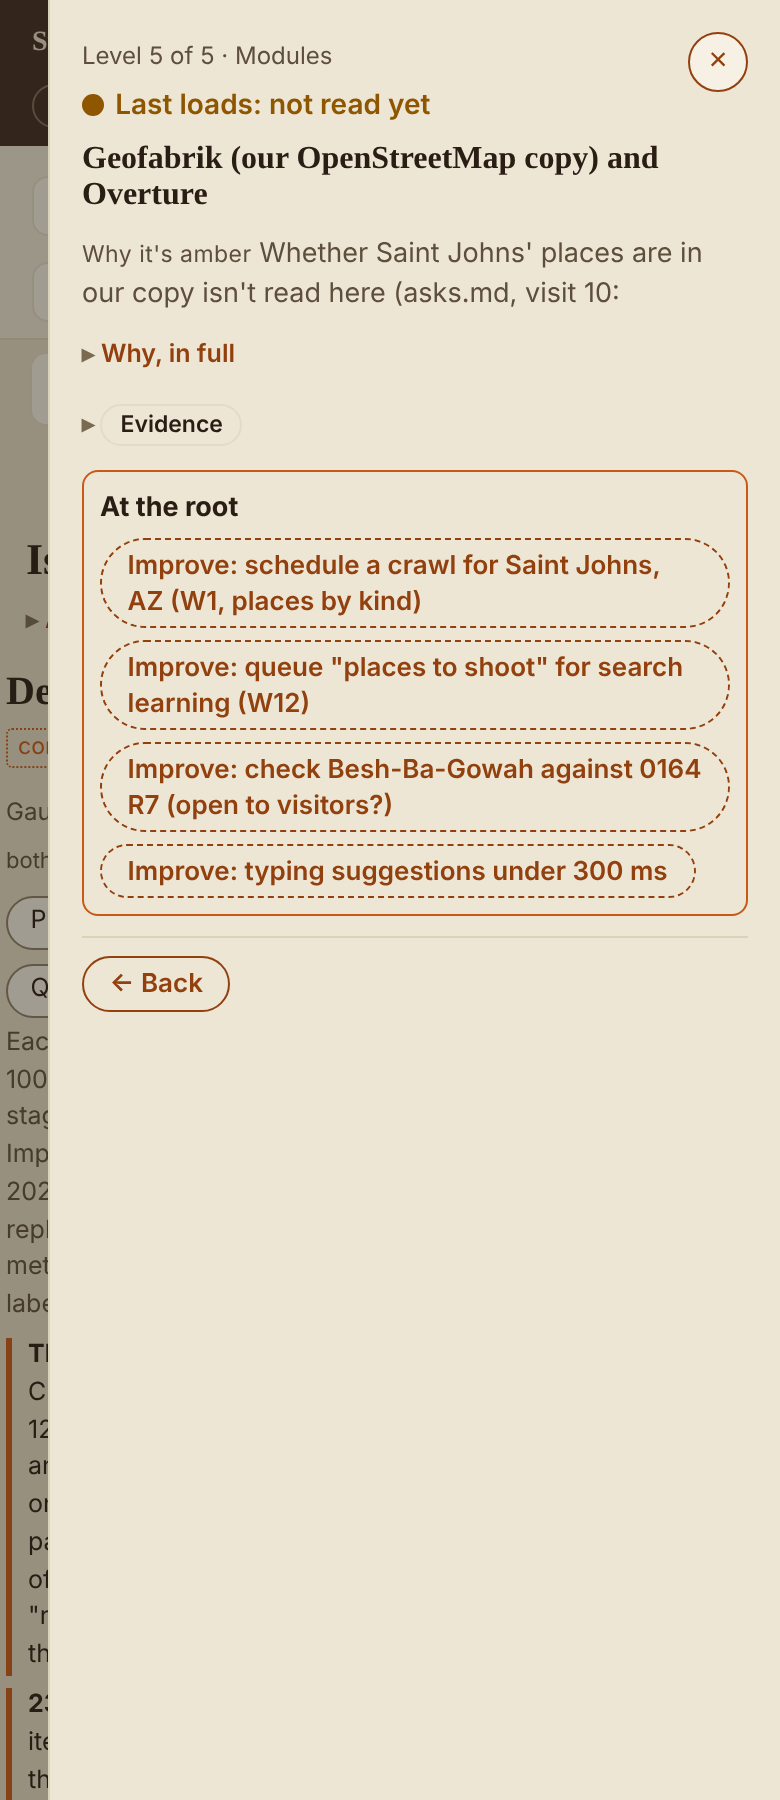 Level 5 of 5 · Modules
×
Last loads: not read yet
Geofabrik (our OpenStreetMap copy) and
Overture
Why it's amber Whether Saint Johns' places are in
our copy isn't read here (asks.md, visit 10:
▸ Why, in full
▸ Evidence
At the root
Improve: schedule a crawl for Saint Johns,
AZ (W1, places by kind)
Improve: queue "places to shoot" for search
learning (W12)
Improve: check Besh-Ba-Gowah against 0164
R7 (open to visitors?)
Improve: typing suggestions under 300 ms
← Back
Each
100